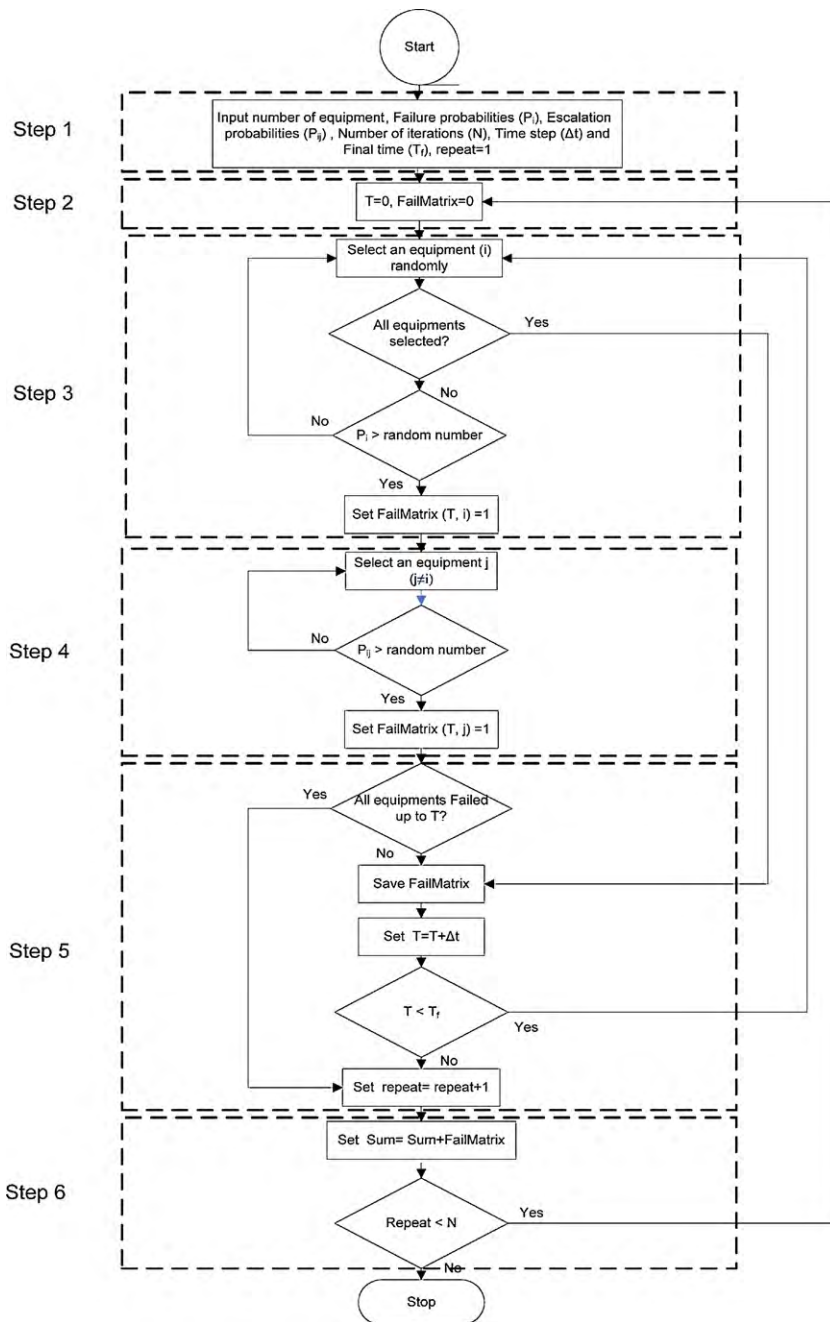 Start
Step 1
Input number of equipment, Failure probabilities (Pi), Escalation
probabilities (Pij) , Number of iterations (N), Time step (Δt) and
Final time (Tf), repeat=1
Step 2
T=0, FailMatrix=0
Select an equipment (i)
randomly
All equipments
selected?
Yes
No
Step 3
No
Pi > random number
Yes
Set FailMatrix (T, i) =1
Select an equipment j
(j≠i)
No
Step 4
Pij > random number
Yes
Set FailMatrix (T, j) =1
Yes
All equipments Failed
up to T?
No
Save FailMatrix
Set T=T+Δt
Step 5
T < Tf
Yes
No
Set repeat= repeat+1
Set Sum= Sum+FailMatrix
Step 6
Repeat < N
Yes
No
Stop